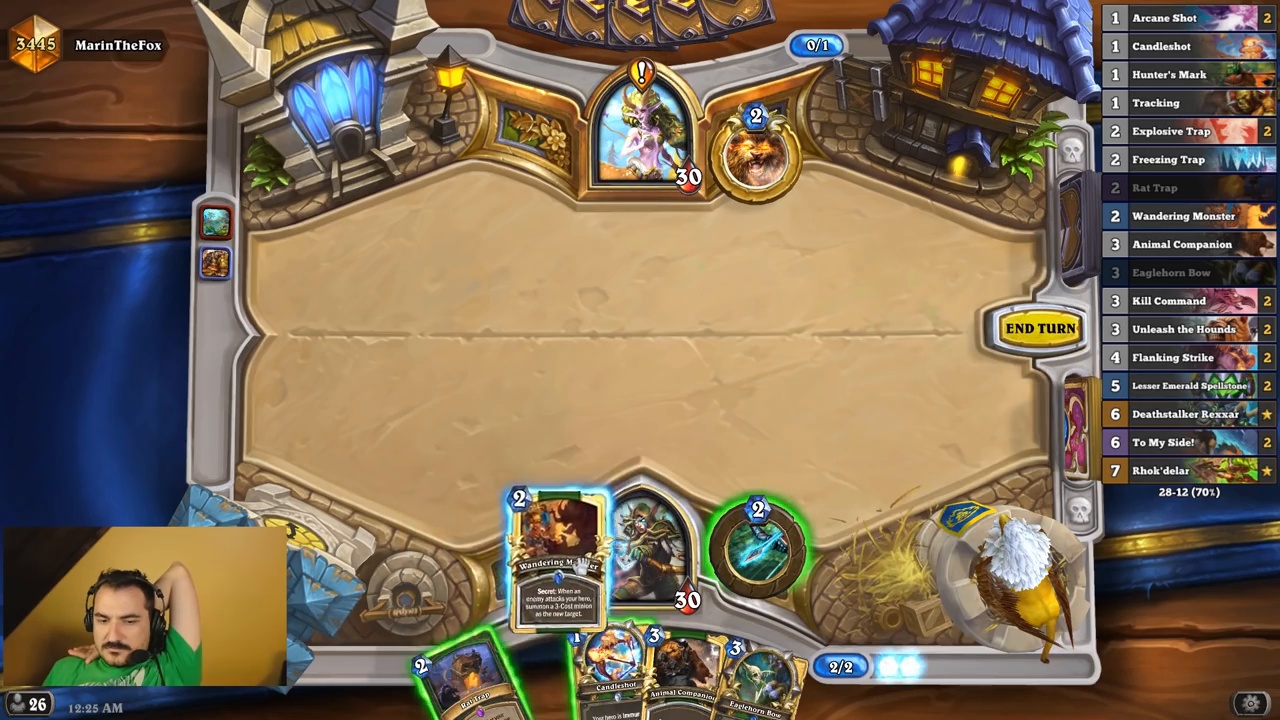 3445 MarinTheFox
0/1
2
30
END TURN
2
Wandering M
Secret: When an
enemy attacks your hero,
summon a 3-Cost minion
as the new target.
2
30
2 Rat Trap
1 Candleshot
Your hero is Immune
3 Animal Companion
3 Eaglehorn Bow
2/2
26 12:25 AM
1 Arcane Shot 2
1 Candleshot
1 Hunter's Mark
1 Tracking
2 Explosive Trap 2
2 Freezing Trap
2 Rat Trap
2 Wandering Monster
3 Animal Companion
3 Eaglehorn Bow
3 Kill Command 2
3 Unleash the Hounds 2
4 Flanking Strike 2
5 Lesser Emerald Spellstone 2
6 Deathstalker Rexxar
6 To My Side! 2
7 Rhok'delar
28-12 (70%)